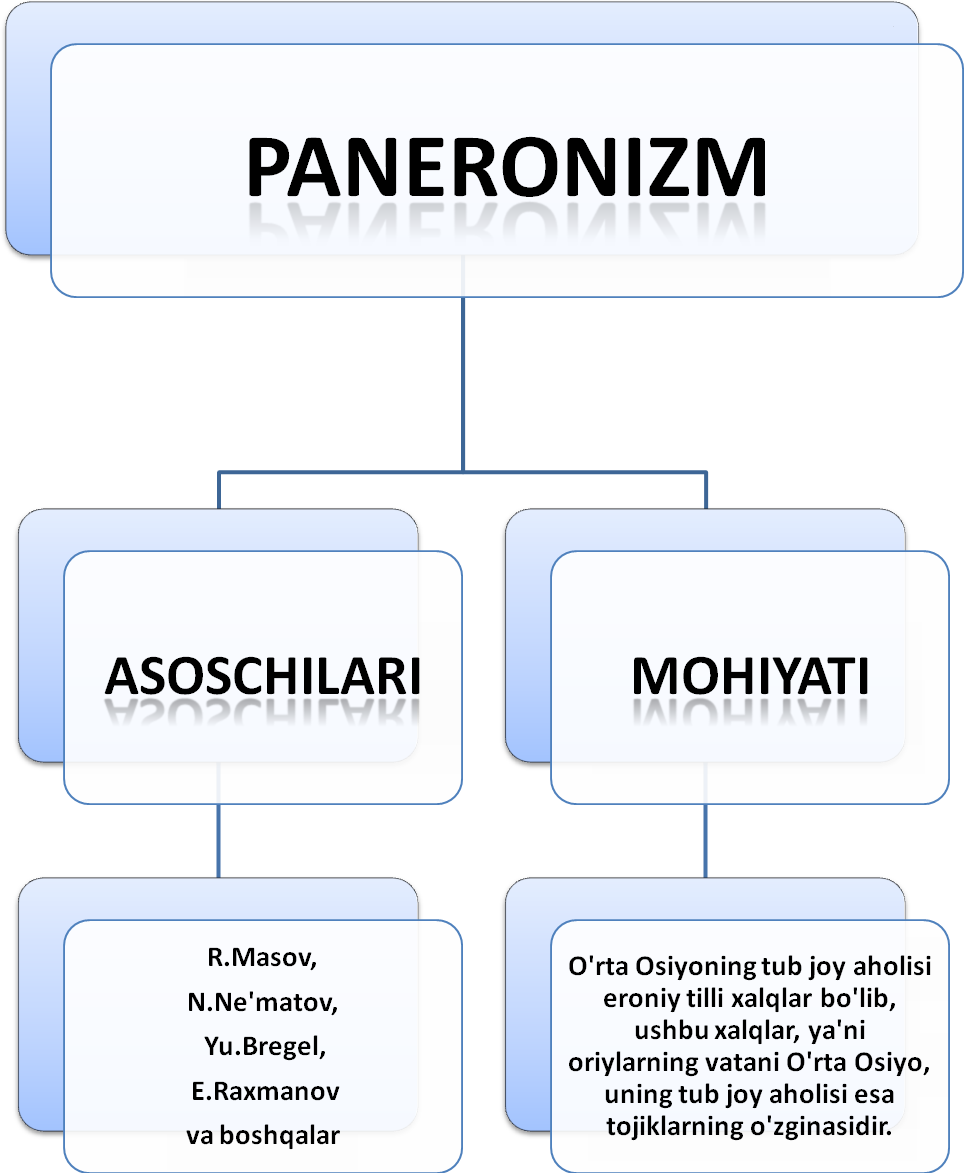 PANERONIZM
ASOSCHILARI
MOHIYATI
R.Masov,
N.Ne'matov,
Yu.Bregel,
E.Raxmanov
va boshqalar
O'rta Osiyoning tub joy aholisi
eroniy tilli xalqlar bo'lib,
ushbu xalqlar, ya'ni
oriylarning vatani O'rta Osiyo,
uning tub joy aholisi esa
tojiklarning o'zginasidir.